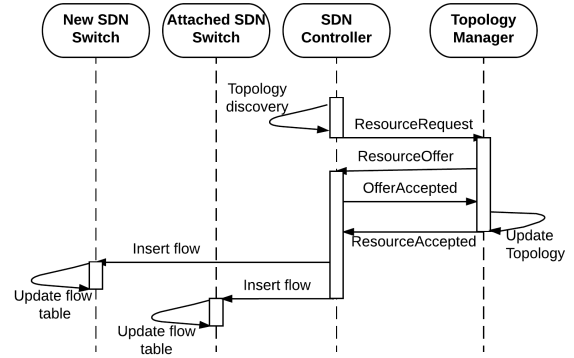 New SDN
Switch
Attached SDN
Switch
SDN
Controller
Topology
Manager
Topology
discovery
ResourceRequest
ResourceOffer
OfferAccepted
ResourceAccepted
Update
Topology
Insert flow
Update flow
table
Insert flow
Update flow
table